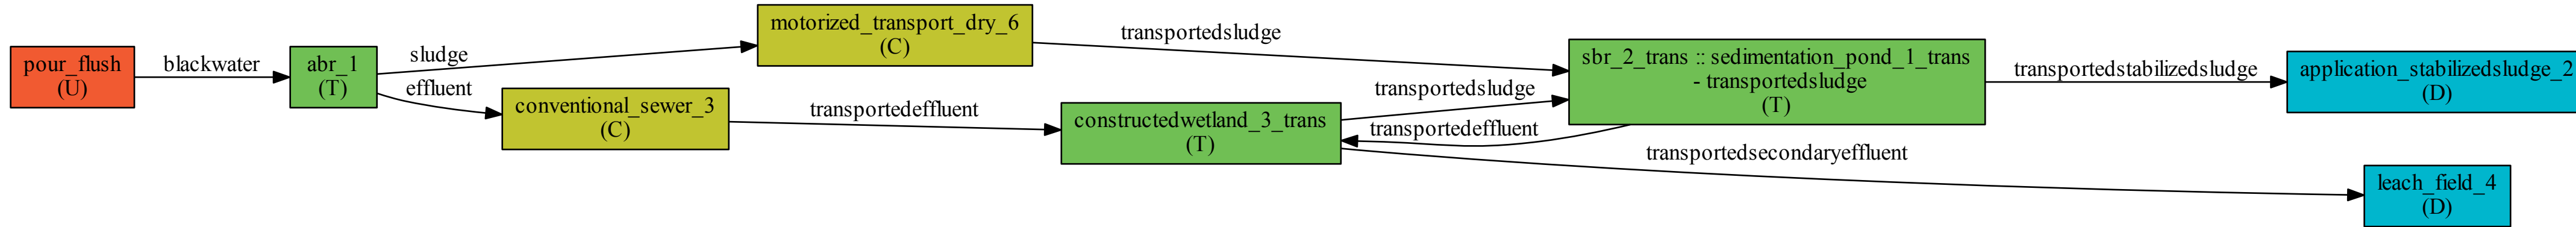 pour_flush
(U)
blackwater
abr_1
(T)
sludge
effluent
motorized_transport_dry_6
(C)
conventional_sewer_3
(C)
transportedsludge
transportedeffluent
constructedwetland_3_trans
(T)
transportedsludge
transportedeffluent
sbr_2_trans :: sedimentation_pond_1_trans
- transportedsludge
(T)
transportedsecondaryeffluent
transportedstabilizedsludge
application_stabilizedsludge_2
(D)
leach_field_4
(D)